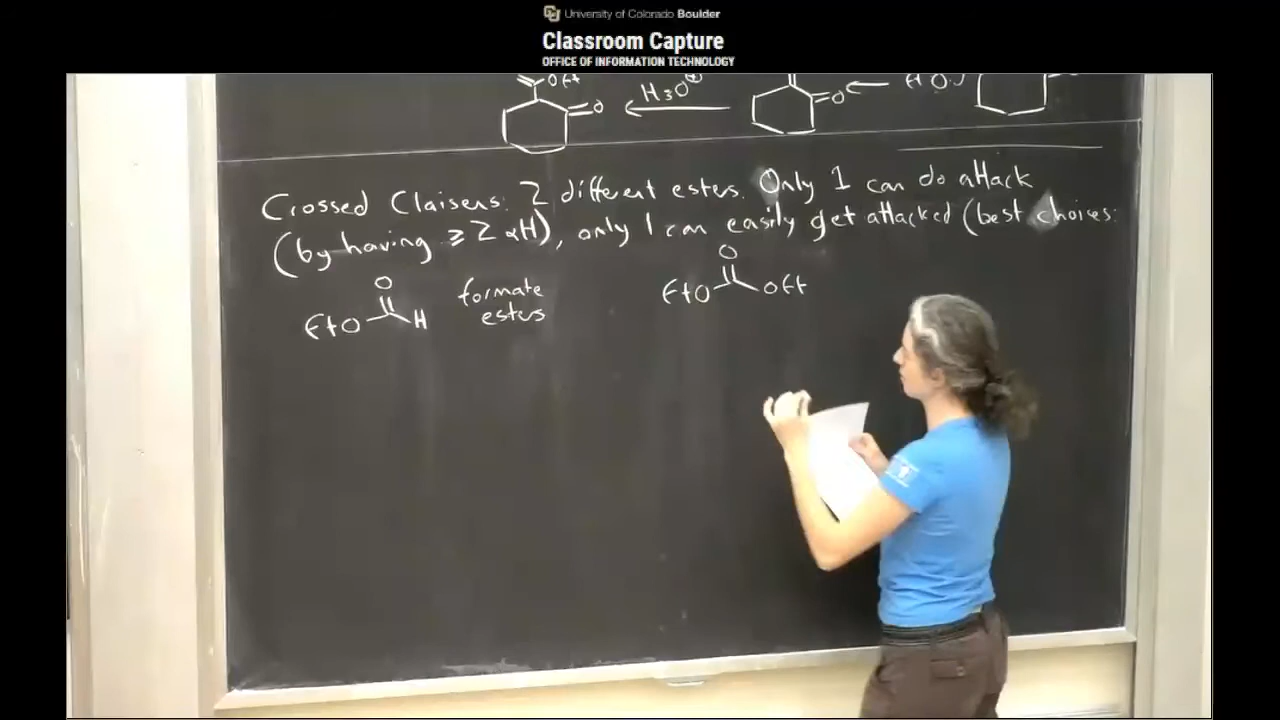 University of Colorado Boulder
Classroom Capture
OFFICE OF INFORMATION TECHNOLOGY
OEt
O
H3O⊕
O
Crossed Claisens: 2 different esters. Only 1 can do attack
(by having ≥ 2 αH), only 1 can easily get attacked (best choices:
O
EtO H
formate
esters
O
EtO OEt